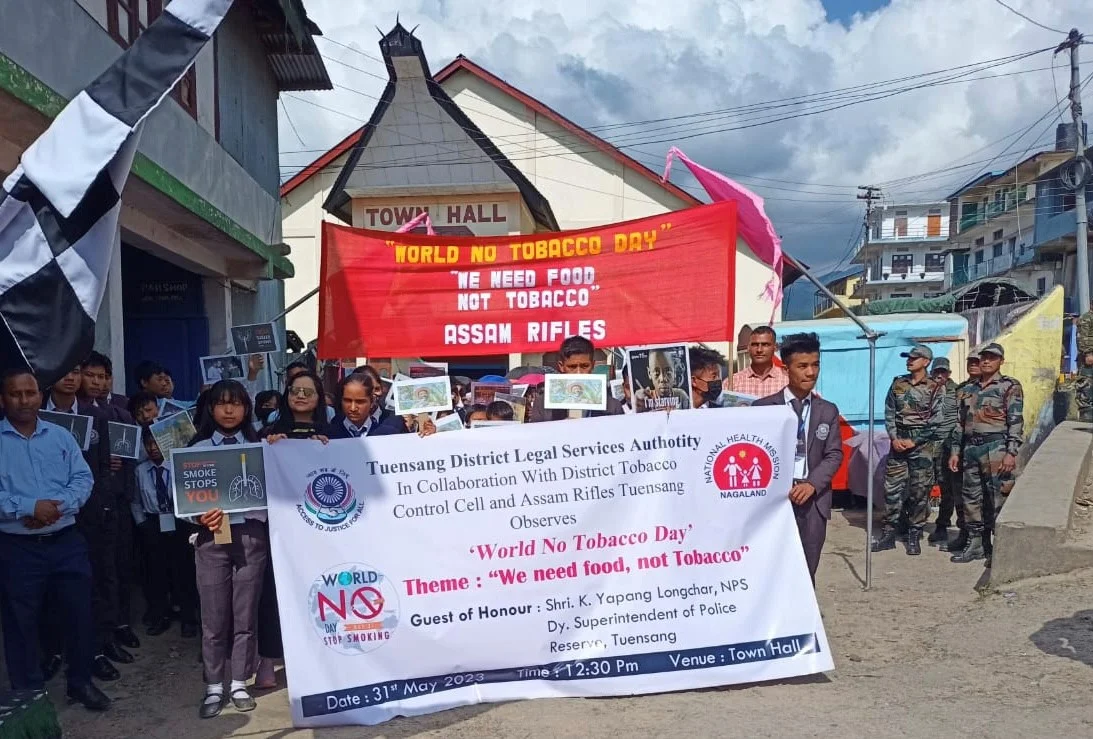 TOWN HALL
"WORLD NO TOBACCO DAY"
"WE NEED FOOD
NOT TOBACCO"
ASSAM RIFLES
I'm starving
STOP
SMOKE
STOPS
YOU
ACCESS TO JUSTICE FOR ALL
Tuensang District Legal Services Authotity
In Collaboration With District Tobacco
Control Cell and Assam Rifles Tuensang
Observes
'World No Tobacco Day'
Theme : "We need food, not Tobacco"
Guest of Honour : Shri. K. Yapang Longchar, NPS
Dy. Superintendent of Police
Reserve, Tuensang
Date : 31st May 2023 Time : 12:30 Pm Venue : Town Hall
NATIONAL HEALTH MISSION
NAGALAND
WORLD
NO
DAY
STOP SMOKING